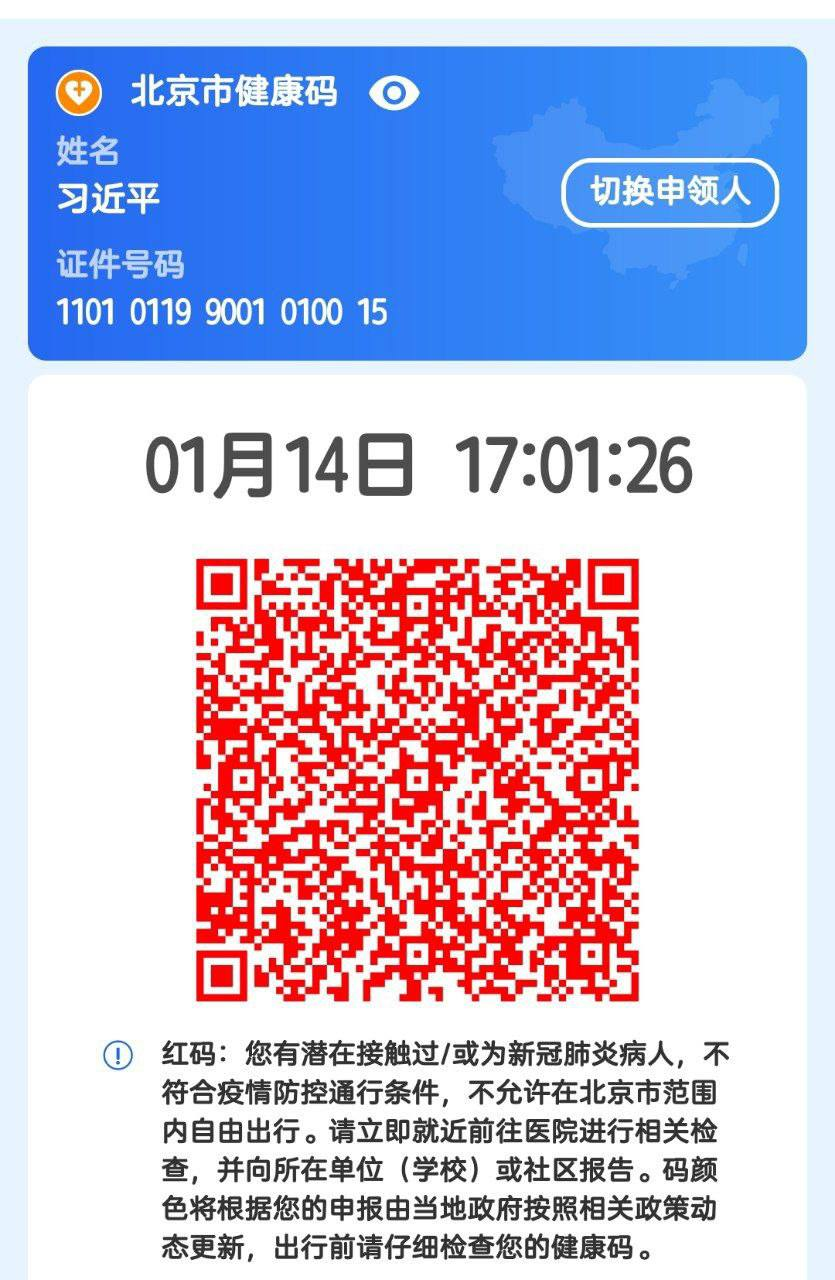 北京市健康码
姓名
习近平
切换申领人
证件号码
1101 0119 9001 0100 15
01月14日 17:01:26
红码：您有潜在接触过/或为新冠肺炎病人，不
符合疫情防控通行条件，不允许在北京市范围
内自由出行。请立即就近前往医院进行相关检
查，并向所在单位（学校）或社区报告。码颜
色将根据您的申报由当地政府按照相关政策动
态更新，出行前请仔细检查您的健康码。